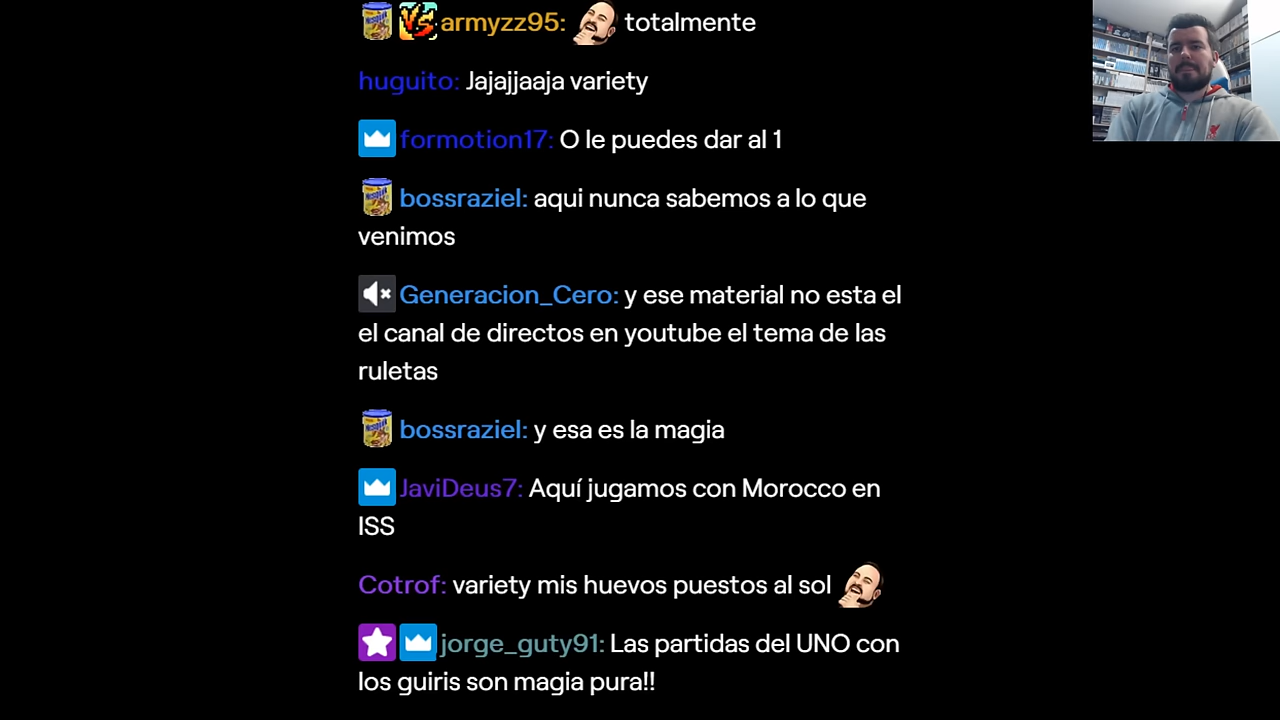 armyzz95: totalmente
huguito: Jajajjaaja variety
formotion17: O le puedes dar al 1
bossraziel: aqui nunca sabemos a lo que
venimos
Generacion_Cero: y ese material no esta el
el canal de directos en youtube el tema de las
ruletas
bossraziel: y esa es la magia
JaviDeus7: Aquí jugamos con Morocco en
ISS
Cotrof: variety mis huevos puestos al sol
jorge_guty91: Las partidas del UNO con
los guiris son magia pura!!